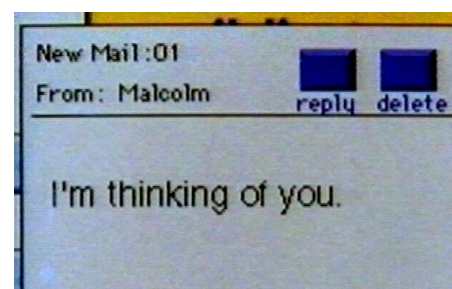 New Mail :01
From: Malcolm
reply delete
I'm thinking of you.